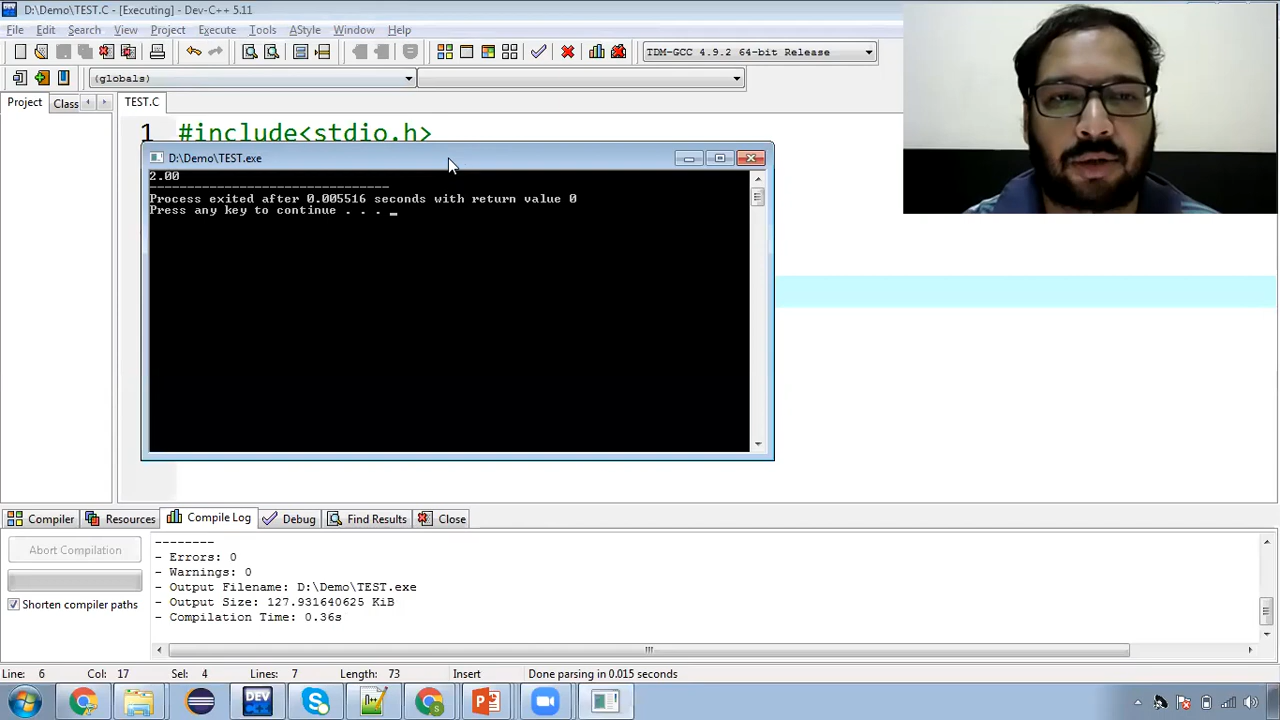 D:\Demo\TEST.C - [Executing] - Dev-C++ 5.11
File Edit Search View Project Execute Tools AStyle Window Help
TDM-GCC 4.9.2 64-bit Release
(globals)
Project Class TEST.C
1 #include<stdio.h>
D:\Demo\TEST.exe
2.00
--------------------------------
Process exited after 0.005516 seconds with return value 0
Press any key to continue . . . _
Compiler Resources Compile Log Debug Find Results Close
Abort Compilation
Shorten compiler paths
--------
- Errors: 0
- Warnings: 0
- Output Filename: D:\Demo\TEST.exe
- Output Size: 127.931640625 KiB
- Compilation Time: 0.36s
Line: 6 Col: 17 Sel: 4 Lines: 7 Length: 73 Insert Done parsing in 0.015 seconds
DEV C++